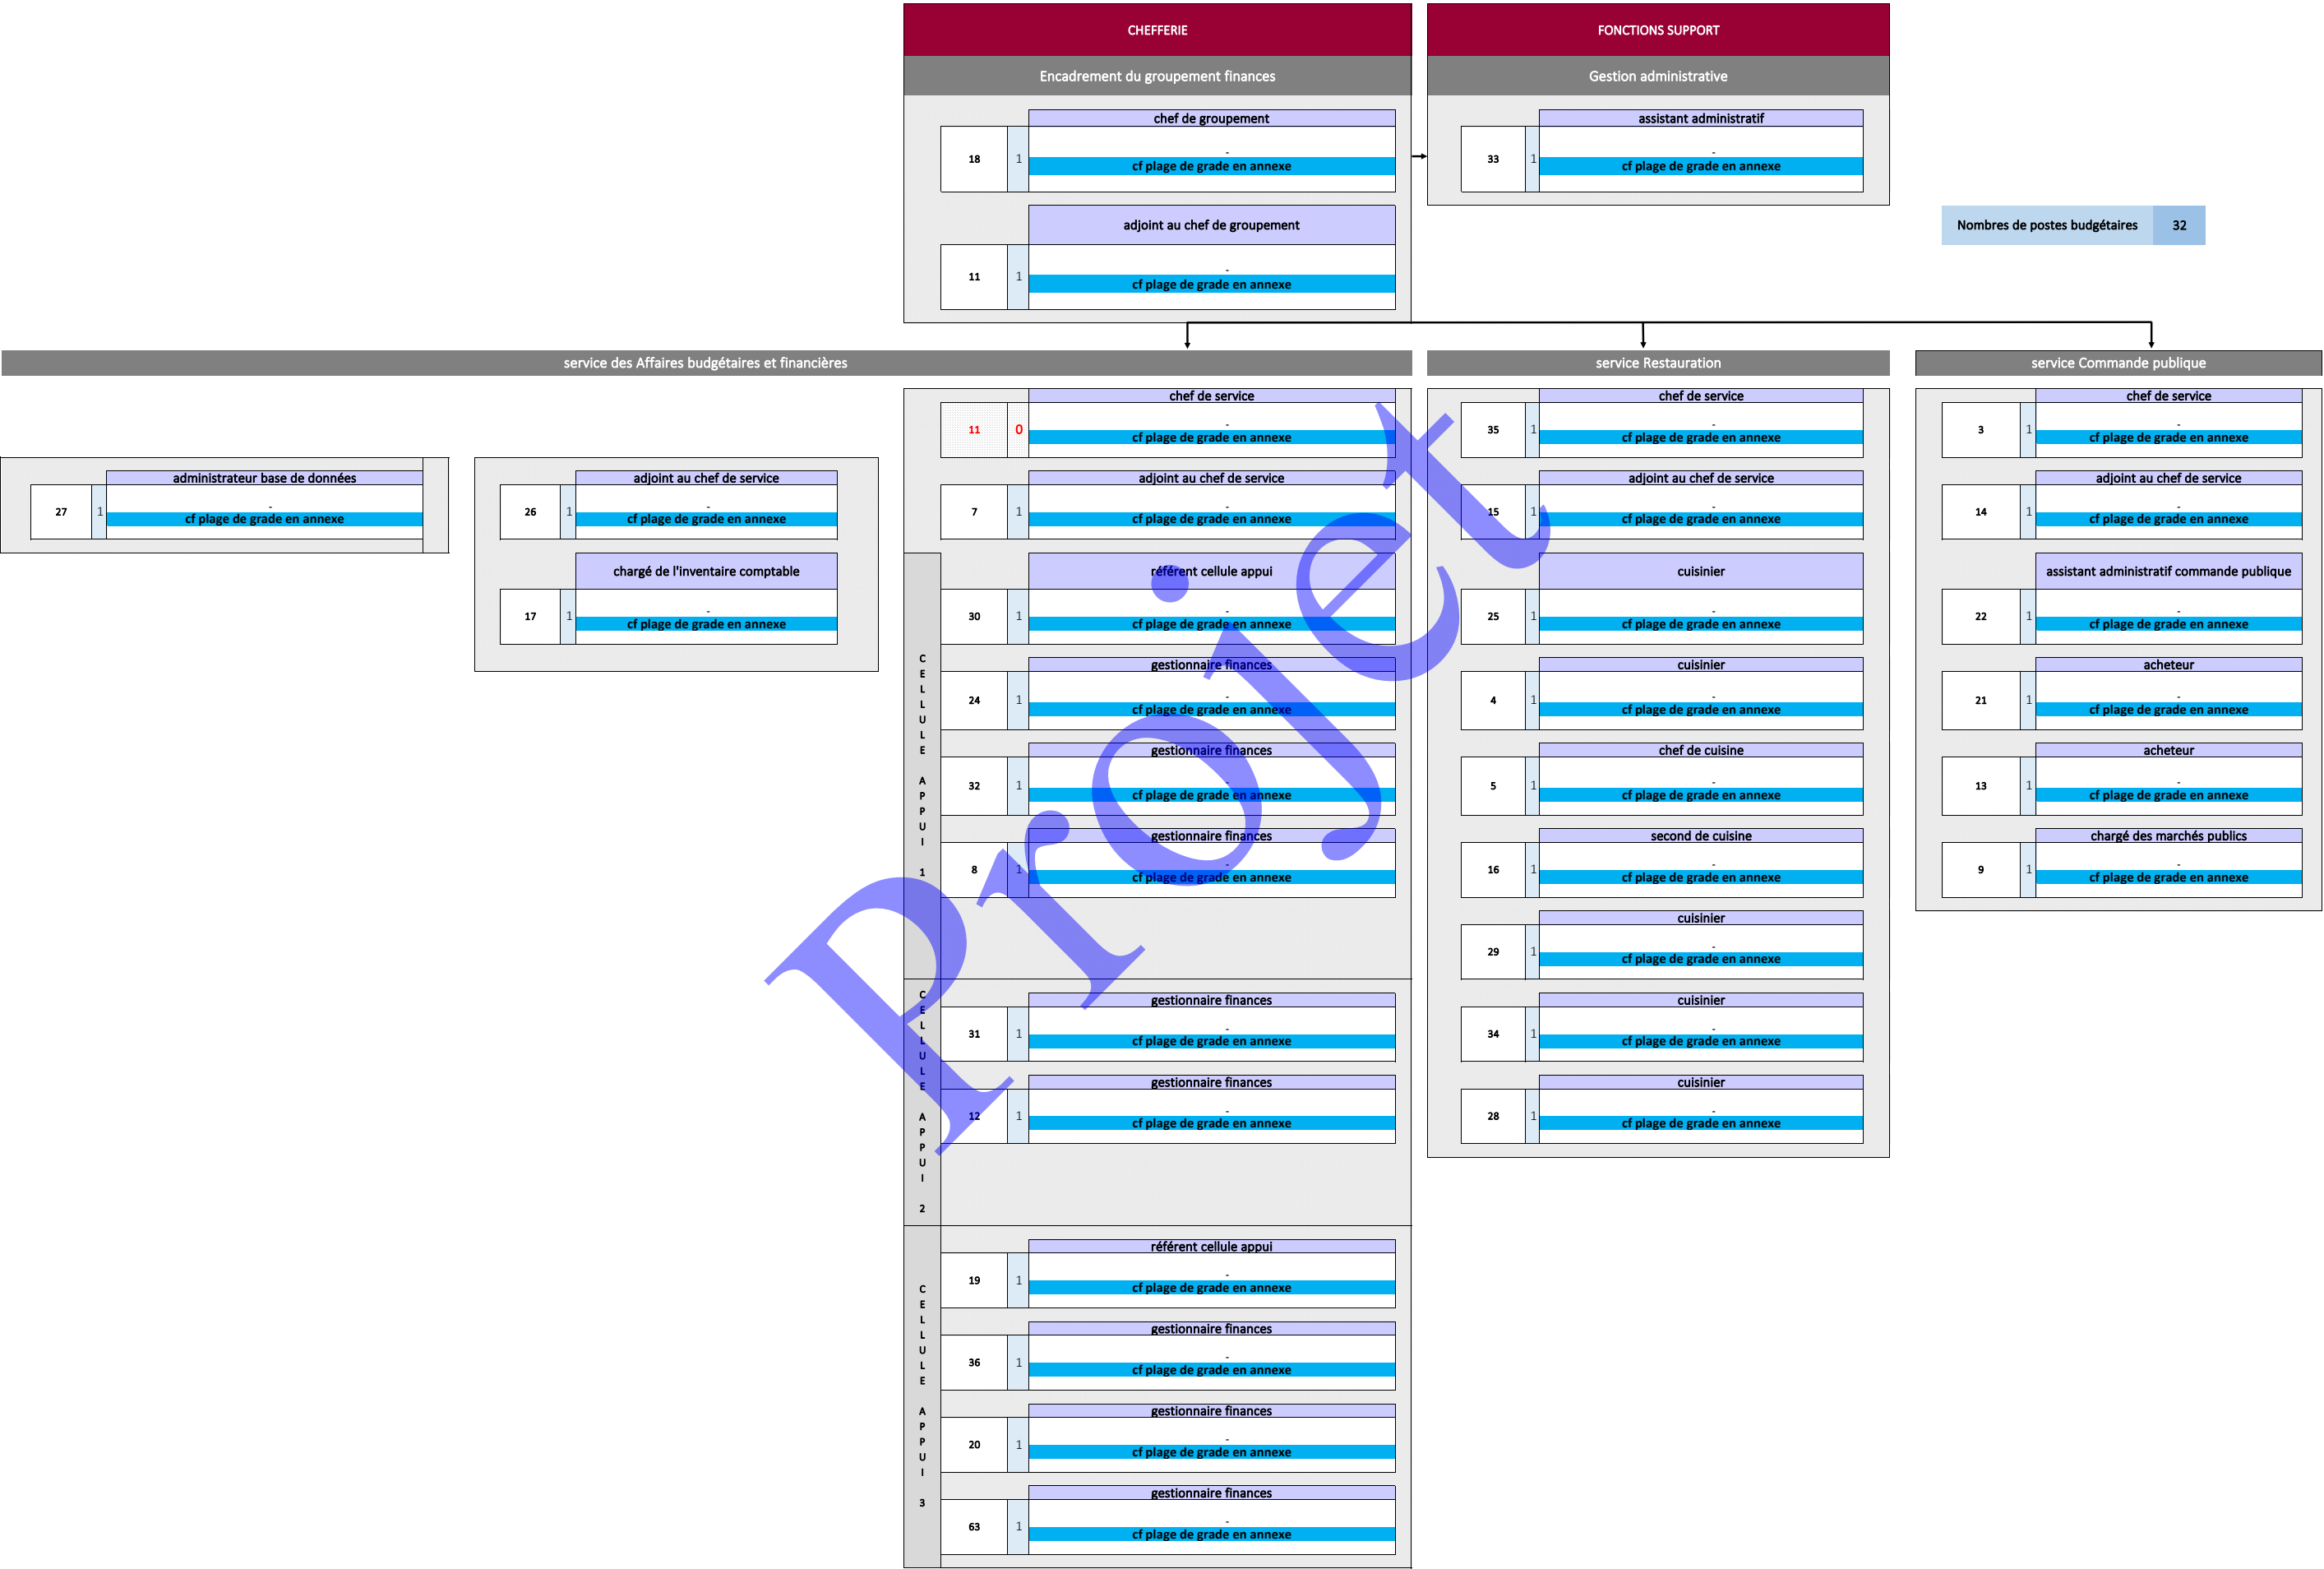 CHEFFERIE
Encadrement du groupement finances
chef de groupement
18 1 -
cf plage de grade en annexe
adjoint au chef de groupement
11 1 -
cf plage de grade en annexe
FONCTIONS SUPPORT
Gestion administrative
assistant administratif
33 1 -
cf plage de grade en annexe
Nombres de postes budgétaires 32
service des Affaires budgétaires et financières
administrateur base de données
27 1 -
cf plage de grade en annexe
adjoint au chef de service
26 1 -
cf plage de grade en annexe
chargé de l'inventaire comptable
17 1 -
cf plage de grade en annexe
chef de service
11 0 -
cf plage de grade en annexe
adjoint au chef de service
7 1 -
cf plage de grade en annexe
CELLULE APPUI 1
référent cellule appui
30 1 -
cf plage de grade en annexe
gestionnaire finances
24 1 -
cf plage de grade en annexe
gestionnaire finances
32 1 -
cf plage de grade en annexe
gestionnaire finances
8 1 -
cf plage de grade en annexe
CELLULE APPUI 2
gestionnaire finances
31 1 -
cf plage de grade en annexe
gestionnaire finances
12 1 -
cf plage de grade en annexe
CELLULE APPUI 3
référent cellule appui
19 1 -
cf plage de grade en annexe
gestionnaire finances
36 1 -
cf plage de grade en annexe
gestionnaire finances
20 1 -
cf plage de grade en annexe
gestionnaire finances
63 1 -
cf plage de grade en annexe
service Restauration
chef de service
35 1 -
cf plage de grade en annexe
adjoint au chef de service
15 1 -
cf plage de grade en annexe
cuisinier
25 1 -
cf plage de grade en annexe
cuisinier
4 1 -
cf plage de grade en annexe
chef de cuisine
5 1 -
cf plage de grade en annexe
second de cuisine
16 1 -
cf plage de grade en annexe
cuisinier
29 1 -
cf plage de grade en annexe
cuisinier
34 1 -
cf plage de grade en annexe
cuisinier
28 1 -
cf plage de grade en annexe
service Commande publique
chef de service
3 1 -
cf plage de grade en annexe
adjoint au chef de service
14 1 -
cf plage de grade en annexe
assistant administratif commande publique
22 1 -
cf plage de grade en annexe
acheteur
21 1 -
cf plage de grade en annexe
acheteur
13 1 -
cf plage de grade en annexe
chargé des marchés publics
9 1 -
cf plage de grade en annexe
Projet